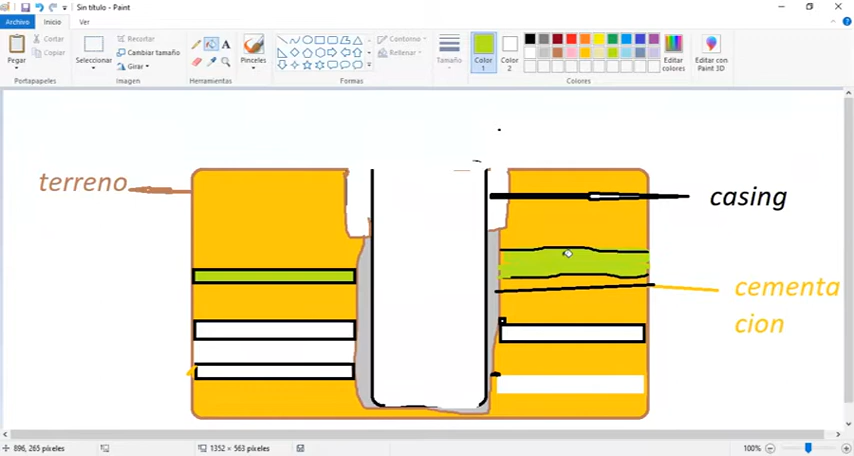 Sin título - Paint
Archivo Inicio Ver
Pegar
Cortar
Copiar
Portapapeles
Seleccionar
Recortar
Cambiar tamaño
Girar
Imagen
A
Herramientas
Pinceles
Contorno
Rellenar
Formas
Tamaño
Color
1
Color
2
Colores
Editar
colores
Editar con
Paint 3D
terreno
casing
cementa
cion
896, 265 píxeles
1352 × 563 píxeles
100%